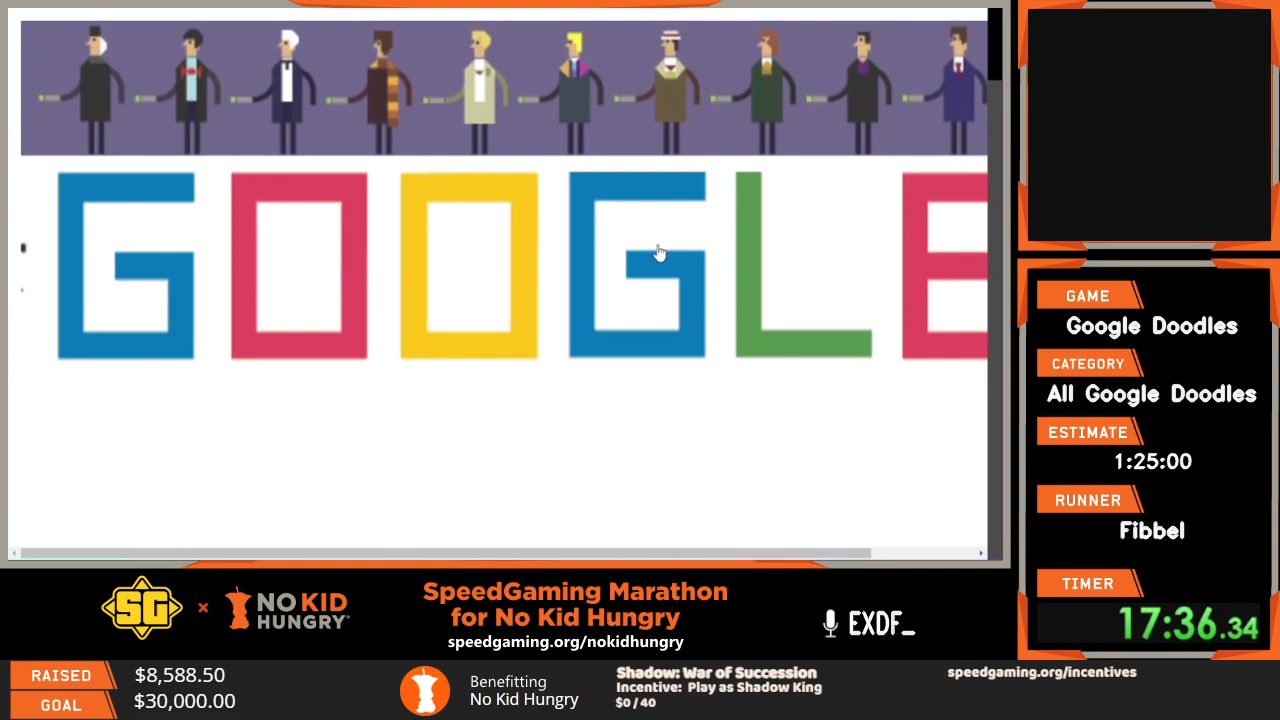 GOOGLE
GAME
Google Doodles
CATEGORY
All Google Doodles
ESTIMATE
1:25:00
RUNNER
Fibbel
TIMER
17:36.34
SG × NO KID HUNGRY®
SpeedGaming Marathon
for No Kid Hungry
speedgaming.org/nokidhungry
EXDF_
RAISED $8,588.50
GOAL $30,000.00
Benefitting
No Kid Hungry
Shadow: War of Succession
Incentive: Play as Shadow King
$0 / 40
speedgaming.org/incentives